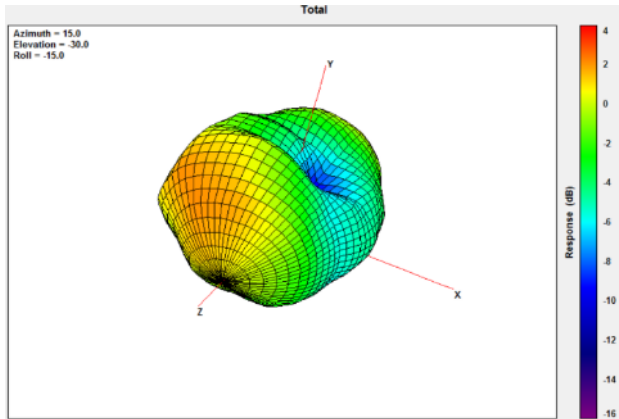 Total
Azimuth = 15.0
Elevation = -30.0
Roll = -15.0
Y
X
Z
4
2
0
-2
-4
-6
-8
-10
-12
-14
-16
Response (dB)